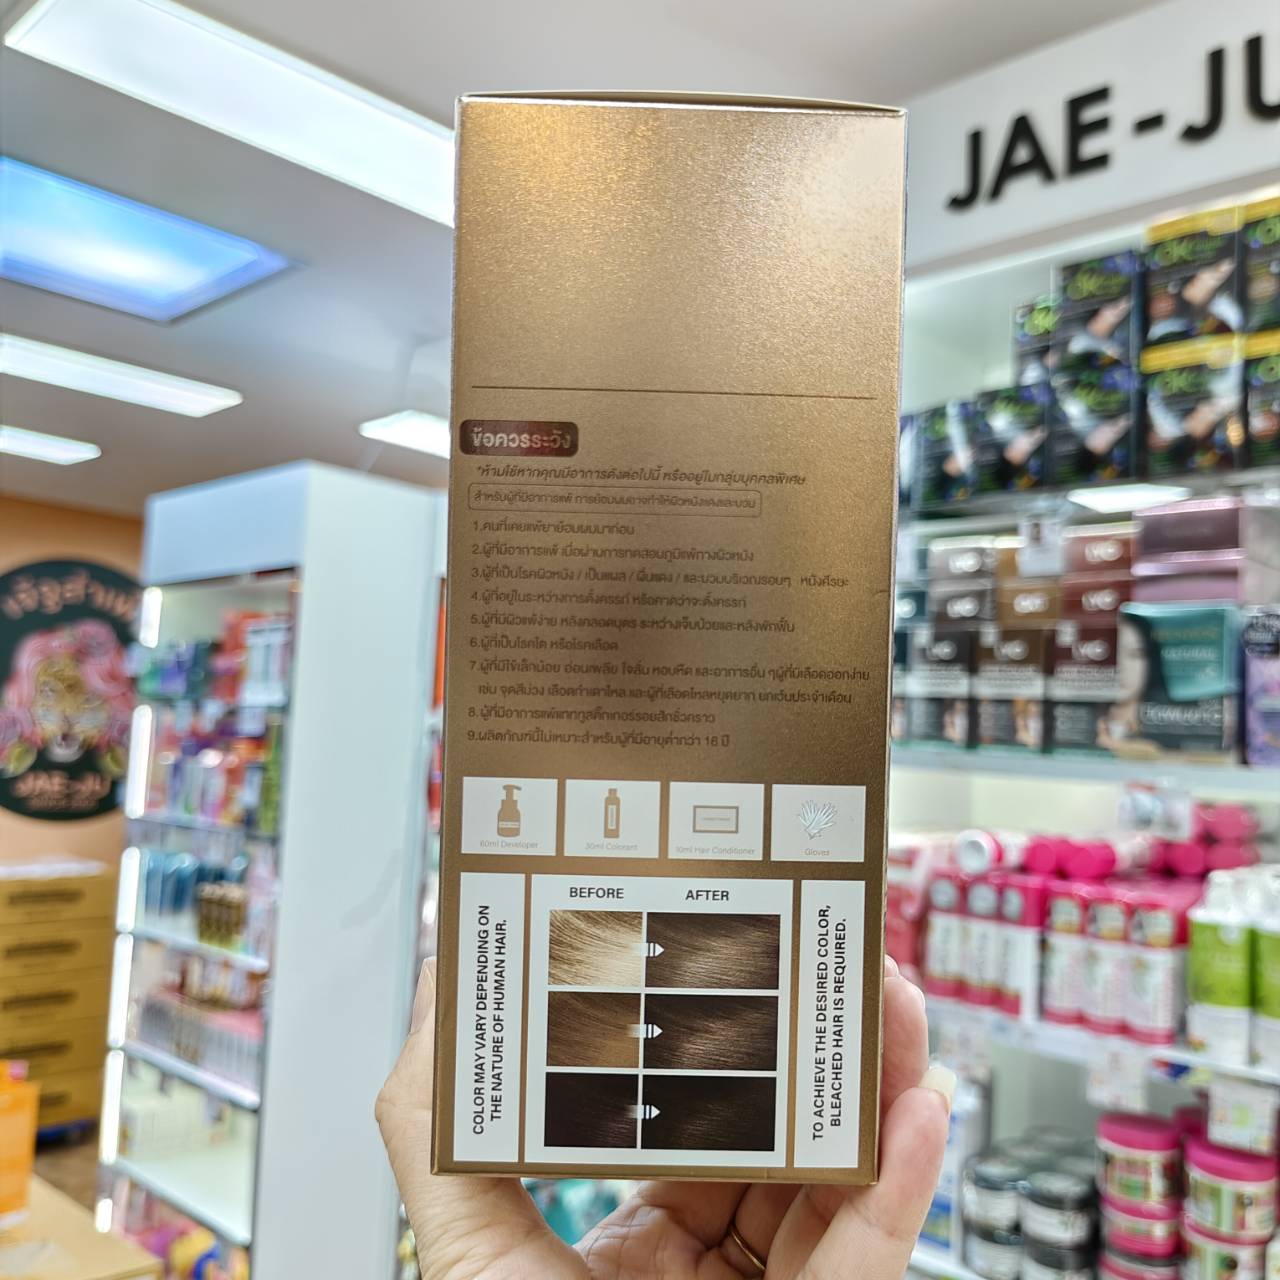 JAE-JU
ข้อควรระวัง
*ห้ามใช้หากคุณมีอาการดังต่อไปนี้ หรืออยู่ในกลุ่มบุคคลพิเศษ
สำหรับผู้ที่มีอาการแพ้ การย้อมผมอาจทำให้ผิวหนังแดงและบวม
1.คนที่เคยแพ้ยาย้อมผมมาก่อน
2.ผู้ที่มีอาการแพ้ เมื่อผ่านการทดสอบภูมิแพ้ทางผิวหนัง
3.ผู้ที่เป็นโรคผิวหนัง / เป็นแผล / ผื่นแดง / และบวมบริเวณรอบๆ หนังศีรษะ
4.ผู้ที่อยู่ในระหว่างการตั้งครรภ์ หรือคาดว่าจะตั้งครรภ์
5.ผู้ที่มีผิวแพ้ง่าย หลังคลอดบุตร ระหว่างเจ็บป่วยและหลังพักฟื้น
6.ผู้ที่เป็นโรคไต หรือโรคเลือด
7.ผู้ที่มีไข้เล็กน้อย อ่อนเพลีย ใจสั่น หอบหืด และอาการอื่น ๆผู้ที่มีเลือดออกง่าย
เช่น จุดสีม่วง เลือดกำเดาไหล และผู้ที่เลือดไหลหยุดยาก ยกเว้นประจำเดือน
8.ผู้ที่มีอาการแพ้แททูสติ๊กเกอร์รอยสักชั่วคราว
9.ผลิตภัณฑ์นี้ไม่เหมาะสำหรับผู้ที่มีอายุต่ำกว่า 16 ปี
60ml Developer
30ml Colorant
10ml Hair Conditioner
Gloves
COLOR MAY VARY DEPENDING ON
THE NATURE OF HUMAN HAIR.
BEFORE AFTER
TO ACHIEVE THE DESIRED COLOR,
BLEACHED HAIR IS REQUIRED.
JAE-JU
LYO
LYO